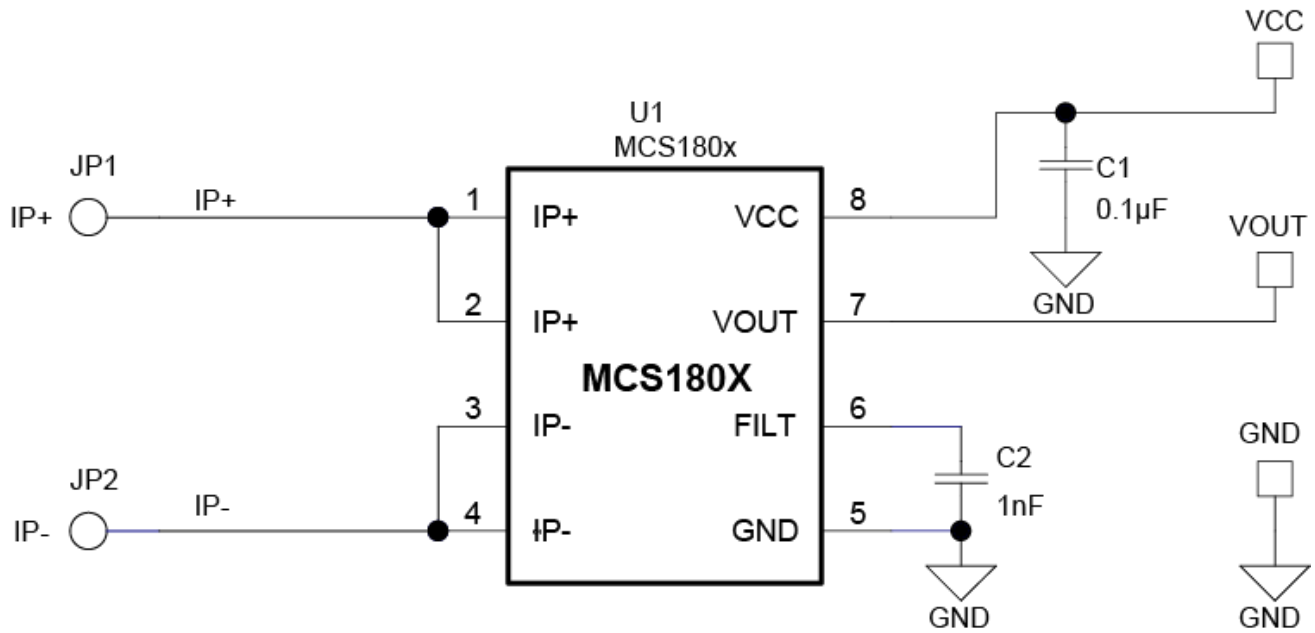 VCC
U1
MCS180x
JP1
IP+
IP+
1
IP+
VCC
8
C1
0.1µF
VOUT
GND
2
IP+
VOUT
7
MCS180X
3
IP-
FILT
6
GND
JP2
IP-
IP-
4
IP-
GND
5
C2
1nF
GND
GND